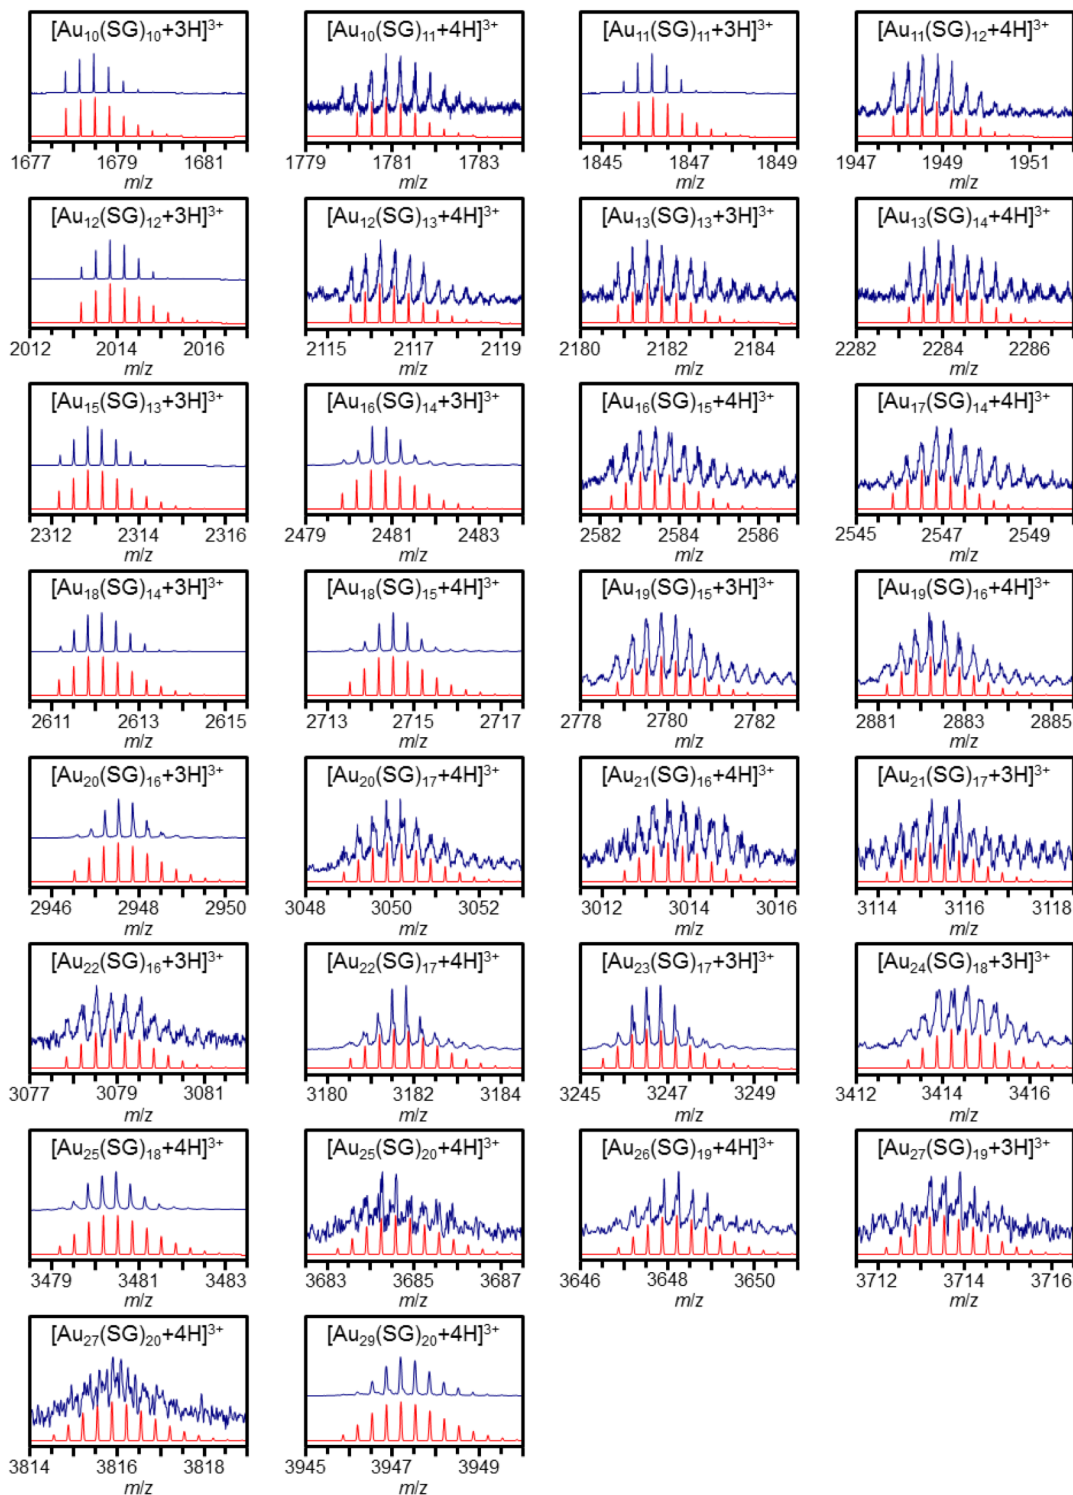 [Au₁₀(SG)₁₀+3H]³⁺
1677 1679 1681
m/z
[Au₁₀(SG)₁₁+4H]³⁺
1779 1781 1783
m/z
[Au₁₁(SG)₁₁+3H]³⁺
1845 1847 1849
m/z
[Au₁₁(SG)₁₂+4H]³⁺
1947 1949 1951
m/z
[Au₁₂(SG)₁₂+3H]³⁺
2012 2014 2016
m/z
[Au₁₂(SG)₁₃+4H]³⁺
2115 2117 2119
m/z
[Au₁₃(SG)₁₃+3H]³⁺
2180 2182 2184
m/z
[Au₁₃(SG)₁₄+4H]³⁺
2282 2284 2286
m/z
[Au₁₅(SG)₁₃+3H]³⁺
2312 2314 2316
m/z
[Au₁₆(SG)₁₄+3H]³⁺
2479 2481 2483
m/z
[Au₁₆(SG)₁₅+4H]³⁺
2582 2584 2586
m/z
[Au₁₇(SG)₁₄+4H]³⁺
2545 2547 2549
m/z
[Au₁₈(SG)₁₄+3H]³⁺
2611 2613 2615
m/z
[Au₁₈(SG)₁₅+4H]³⁺
2713 2715 2717
m/z
[Au₁₉(SG)₁₅+3H]³⁺
2778 2780 2782
m/z
[Au₁₉(SG)₁₆+4H]³⁺
2881 2883 2885
m/z
[Au₂₀(SG)₁₆+3H]³⁺
2946 2948 2950
m/z
[Au₂₀(SG)₁₇+4H]³⁺
3048 3050 3052
m/z
[Au₂₁(SG)₁₆+4H]³⁺
3012 3014 3016
m/z
[Au₂₁(SG)₁₇+3H]³⁺
3114 3116 3118
m/z
[Au₂₂(SG)₁₆+3H]³⁺
3077 3079 3081
m/z
[Au₂₂(SG)₁₇+4H]³⁺
3180 3182 3184
m/z
[Au₂₃(SG)₁₇+3H]³⁺
3245 3247 3249
m/z
[Au₂₄(SG)₁₈+3H]³⁺
3412 3414 3416
m/z
[Au₂₅(SG)₁₈+4H]³⁺
3479 3481 3483
m/z
[Au₂₅(SG)₂₀+4H]³⁺
3683 3685 3687
m/z
[Au₂₆(SG)₁₉+4H]³⁺
3646 3648 3650
m/z
[Au₂₇(SG)₁₉+3H]³⁺
3712 3714 3716
m/z
[Au₂₇(SG)₂₀+4H]³⁺
3814 3816 3818
m/z
[Au₂₉(SG)₂₀+4H]³⁺
3945 3947 3949
m/z